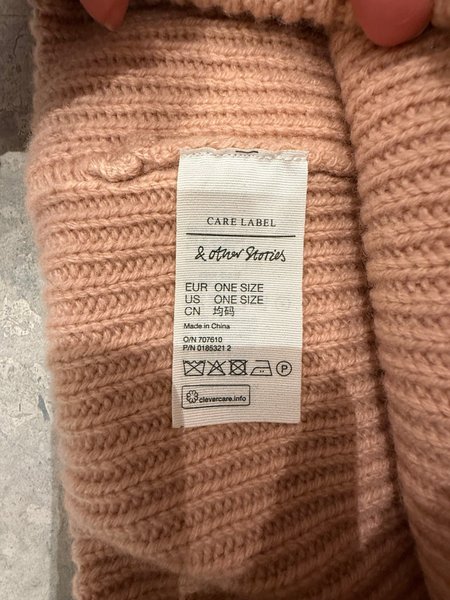 CARE LABEL
& other Stories
EUR ONE SIZE
US ONE SIZE
CN 均码
Made in China
O/N 707610
P/N 0185321 2
P
clevercare.info